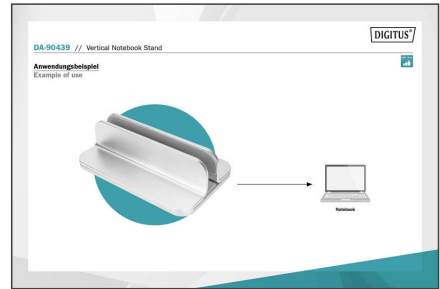 DIGITUS®
DA-90439 // Vertical Notebook Stand
Anwendungsbeispiel
Example of use
Notebook